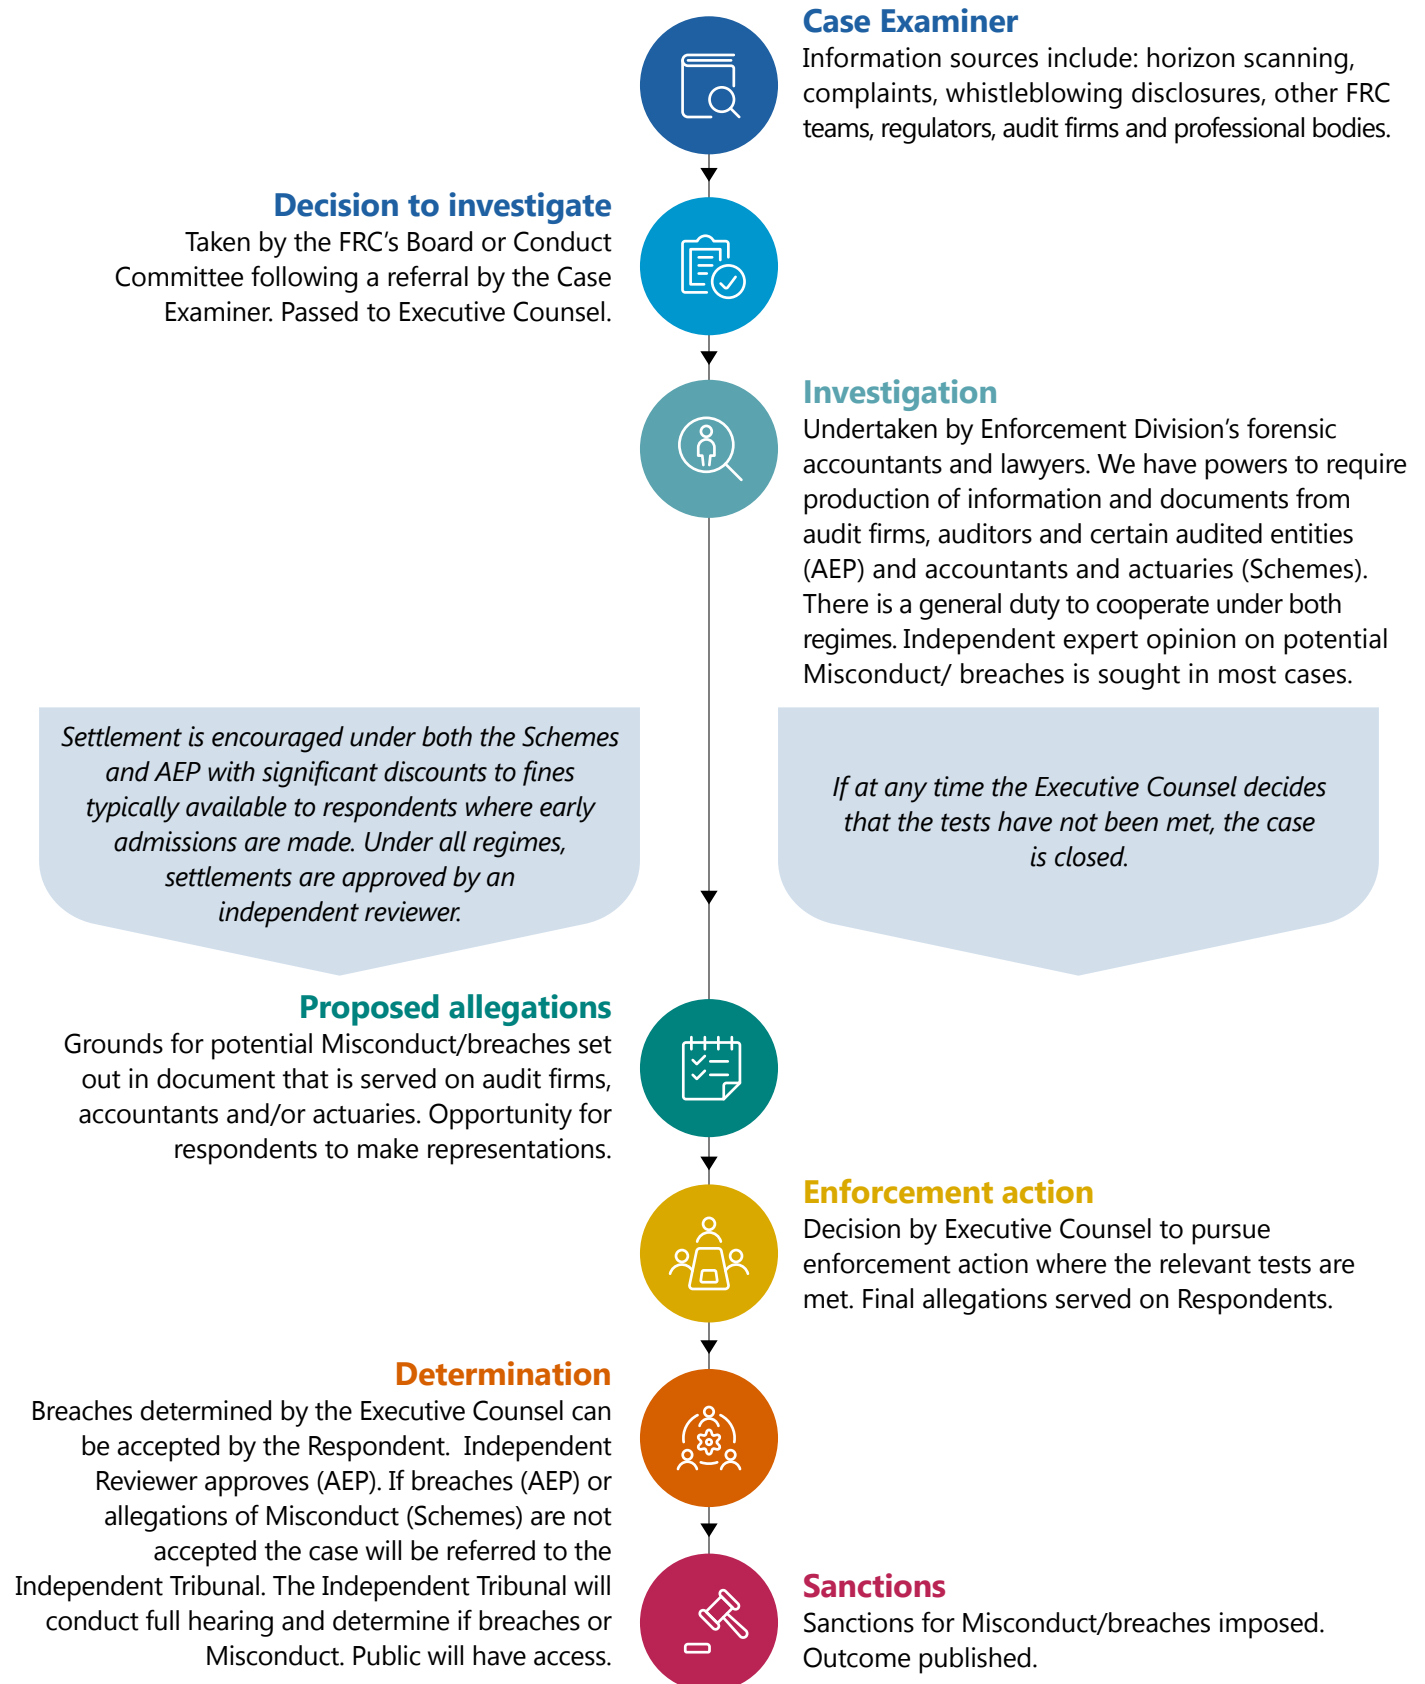 Case Examiner
Information sources include: horizon scanning,
complaints, whistleblowing disclosures, other FRC
teams, regulators, audit firms and professional bodies.
Decision to investigate
Taken by the FRC’s Board or Conduct
Committee following a referral by the Case
Examiner. Passed to Executive Counsel.
Investigation
Undertaken by Enforcement Division’s forensic
accountants and lawyers. We have powers to require
production of information and documents from
audit firms, auditors and certain audited entities
(AEP) and accountants and actuaries (Schemes).
There is a general duty to cooperate under both
regimes. Independent expert opinion on potential
Misconduct/ breaches is sought in most cases.
Settlement is encouraged under both the Schemes
and AEP with significant discounts to fines
typically available to respondents where early
admissions are made. Under all regimes,
settlements are approved by an
independent reviewer.
If at any time the Executive Counsel decides
that the tests have not been met, the case
is closed.
Proposed allegations
Grounds for potential Misconduct/breaches set
out in document that is served on audit firms,
accountants and/or actuaries. Opportunity for
respondents to make representations.
Enforcement action
Decision by Executive Counsel to pursue
enforcement action where the relevant tests are
met. Final allegations served on Respondents.
Determination
Breaches determined by the Executive Counsel can
be accepted by the Respondent.  Independent
Reviewer approves (AEP). If breaches (AEP) or
allegations of Misconduct (Schemes) are not
accepted the case will be referred to the
Independent Tribunal. The Independent Tribunal will
conduct full hearing and determine if breaches or
Misconduct. Public will have access.
Sanctions
Sanctions for Misconduct/breaches imposed.
Outcome published.